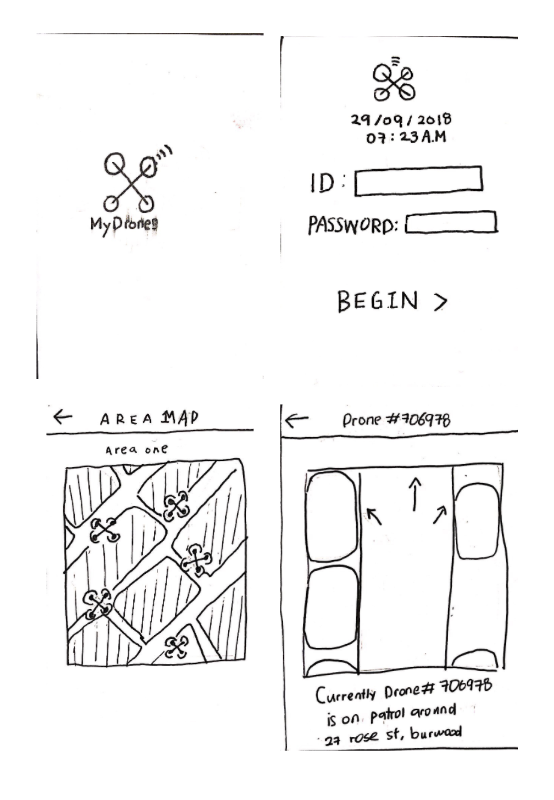 MyDrones
29/09/2018
07:23 A.M
ID:
PASSWORD:
BEGIN >
← AREA MAP
Area one
← Drone #706978
Currently Drone# 706978
is on patrol around
27 rose st, burwood